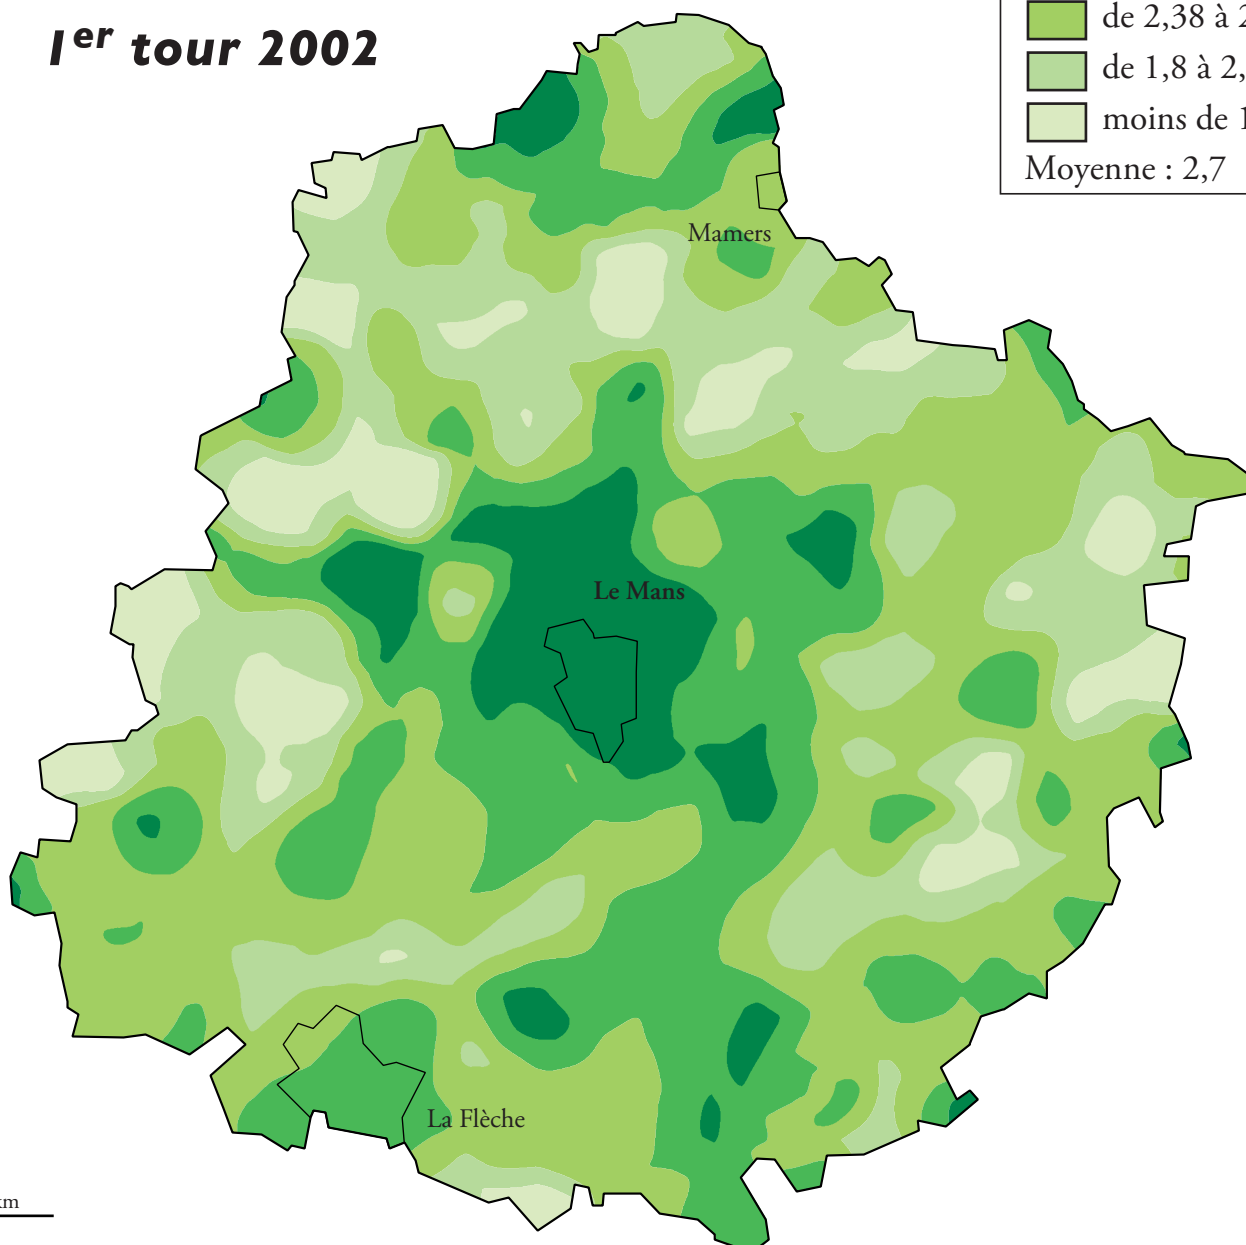 1er tour 2002
de 2,38 à 2
de 1,8 à 2,
moins de 1
Moyenne : 2,7
Mamers
Le Mans
La Flèche
km